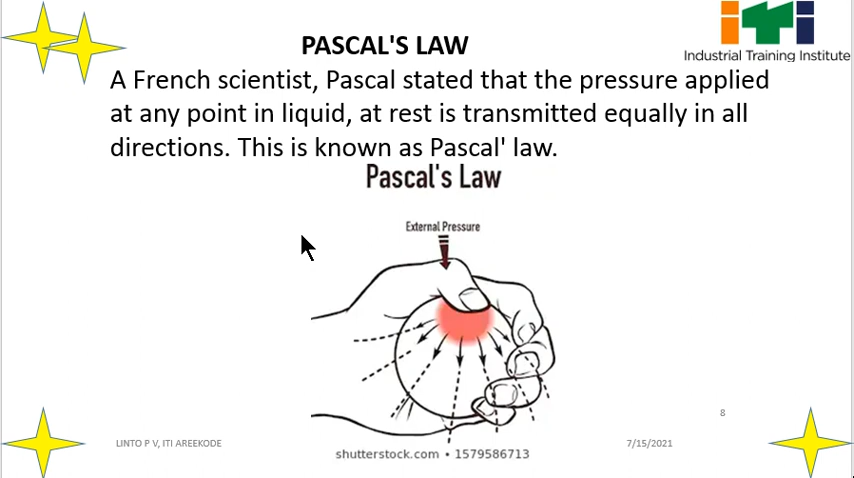 PASCAL'S LAW
iTi
Industrial Training Institute
A French scientist, Pascal stated that the pressure applied
at any point in liquid, at rest is transmitted equally in all
directions. This is known as Pascal' law.
Pascal's Law
External Pressure
8
LINTO P V, ITI AREEKODE
7/15/2021
shutterstock.com • 1579586713